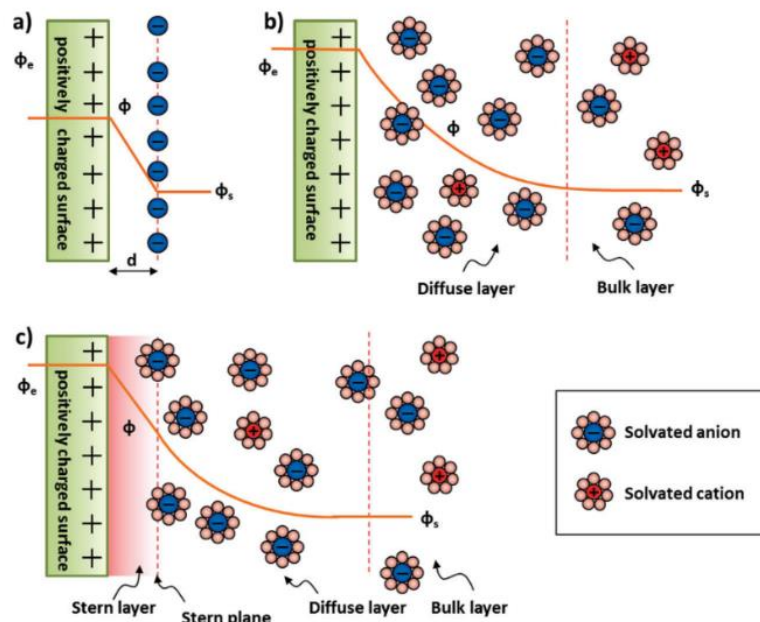 a)
ϕe
positively
charged surface
+
+
+
+
+
+
+
ϕ
−
−
−
−
−
−
−
ϕs
d
b)
ϕe
positively
charged surface
+
+
+
+
+
+
+
ϕ
−
−
−
−
−
−
−
−
+
−
+
+
−
ϕs
Diffuse layer
Bulk layer
c)
ϕe
positively charged surface
+
+
+
+
+
+
+
ϕ
−
−
−
+
−
−
−
−
−
−
+
+
−
ϕs
Stern layer
Stern plane
Diffuse layer
Bulk layer
− Solvated anion
+ Solvated cation